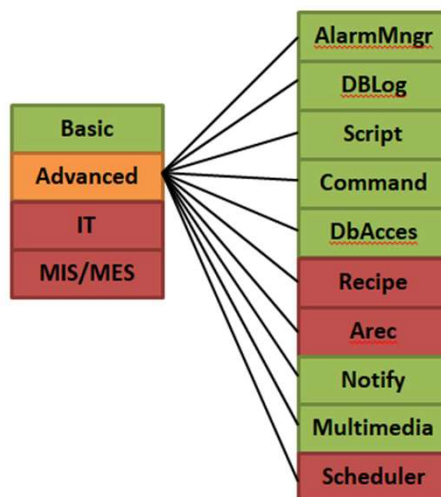 Basic
Advanced
IT
MIS/MES
AlarmMngr
DBLog
Script
Command
DbAcces
Recipe
Arec
Notify
Multimedia
Scheduler